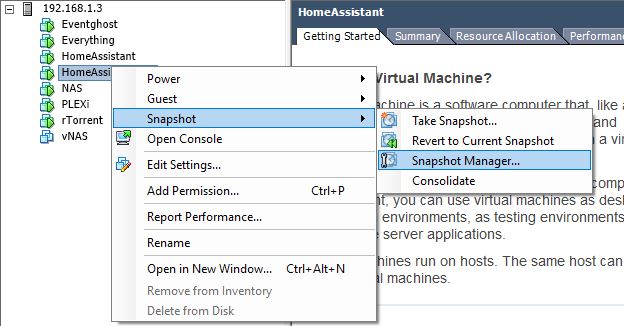 192.168.1.3
Eventghost
Everything
HomeAssistant
HomeAssi
NAS
PLEXi
rTorrent
vNAS
Power
Guest
Snapshot
Open Console
Edit Settings...
Add Permission... Ctrl+P
Report Performance...
Rename
Open in New Window... Ctrl+Alt+N
Remove from Inventory
Delete from Disk
Take Snapshot...
Revert to Current Snapshot
Snapshot Manager...
Consolidate
HomeAssistant
Getting Started Summary Resource Allocation Performanc
Virtual Machine?
achine is a software computer that, like a
and
n a vi
comp
nt, you can use virtual machines as desk
environments, as testing environments
e server applications.
hines run on hosts. The same host can
al machines.